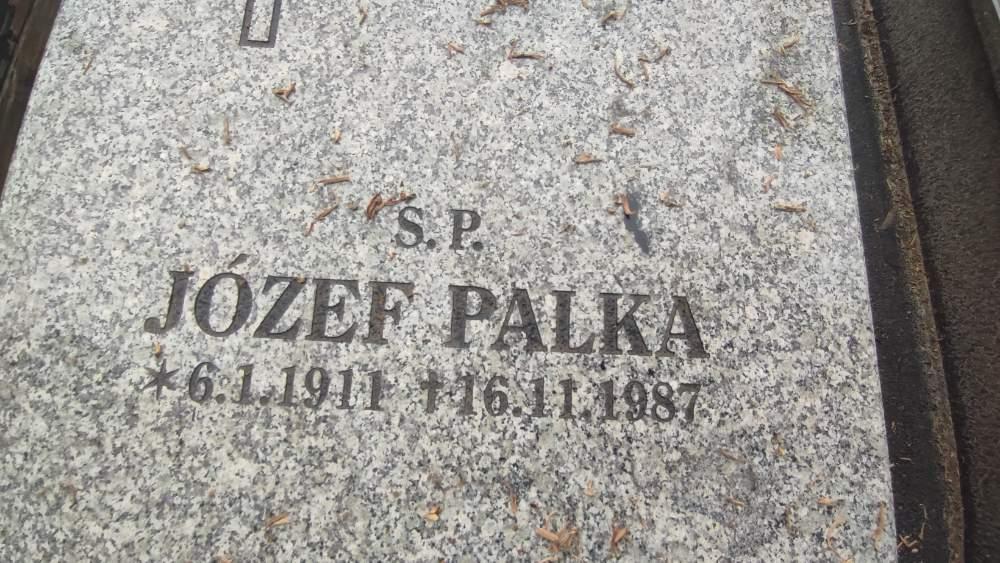 S. P.
JÓZEF PALKA
*6.1.1911 †16.11.1987